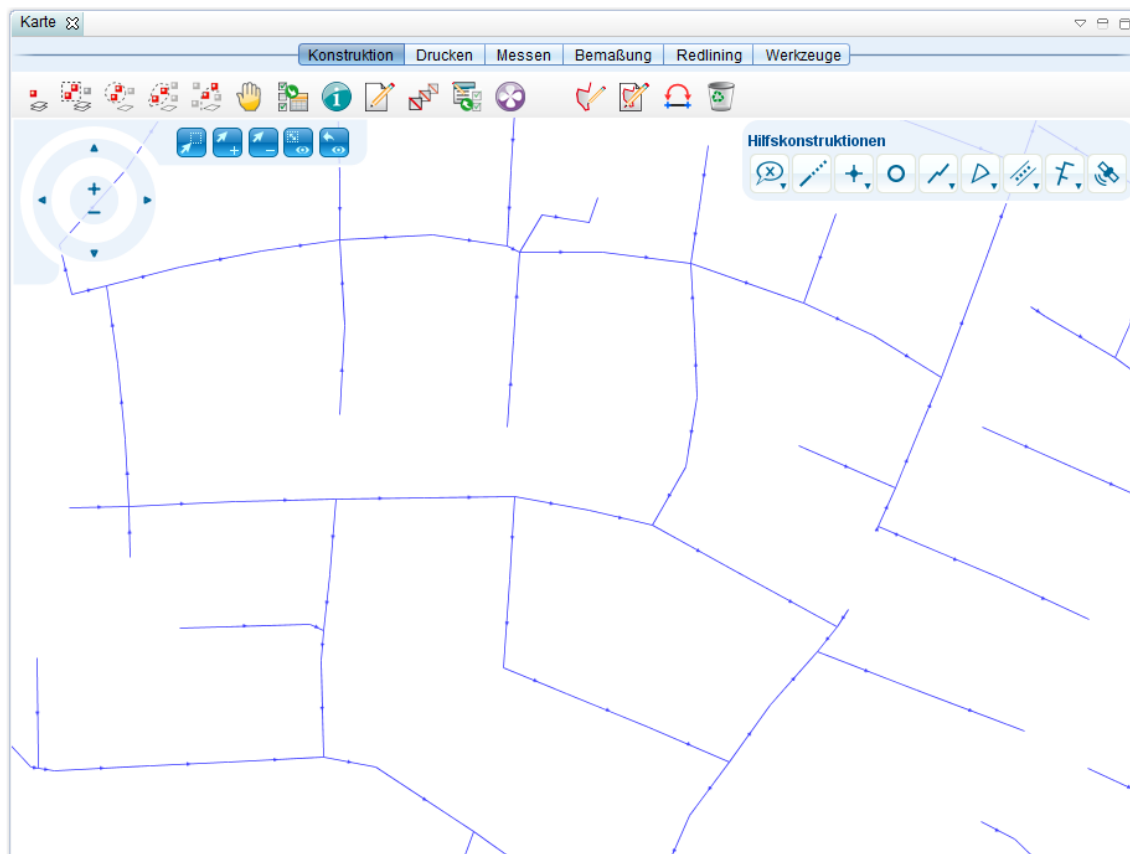 Karte
Konstruktion Drucken Messen Bemaßung Redlining Werkzeuge
Hilfskonstruktionen